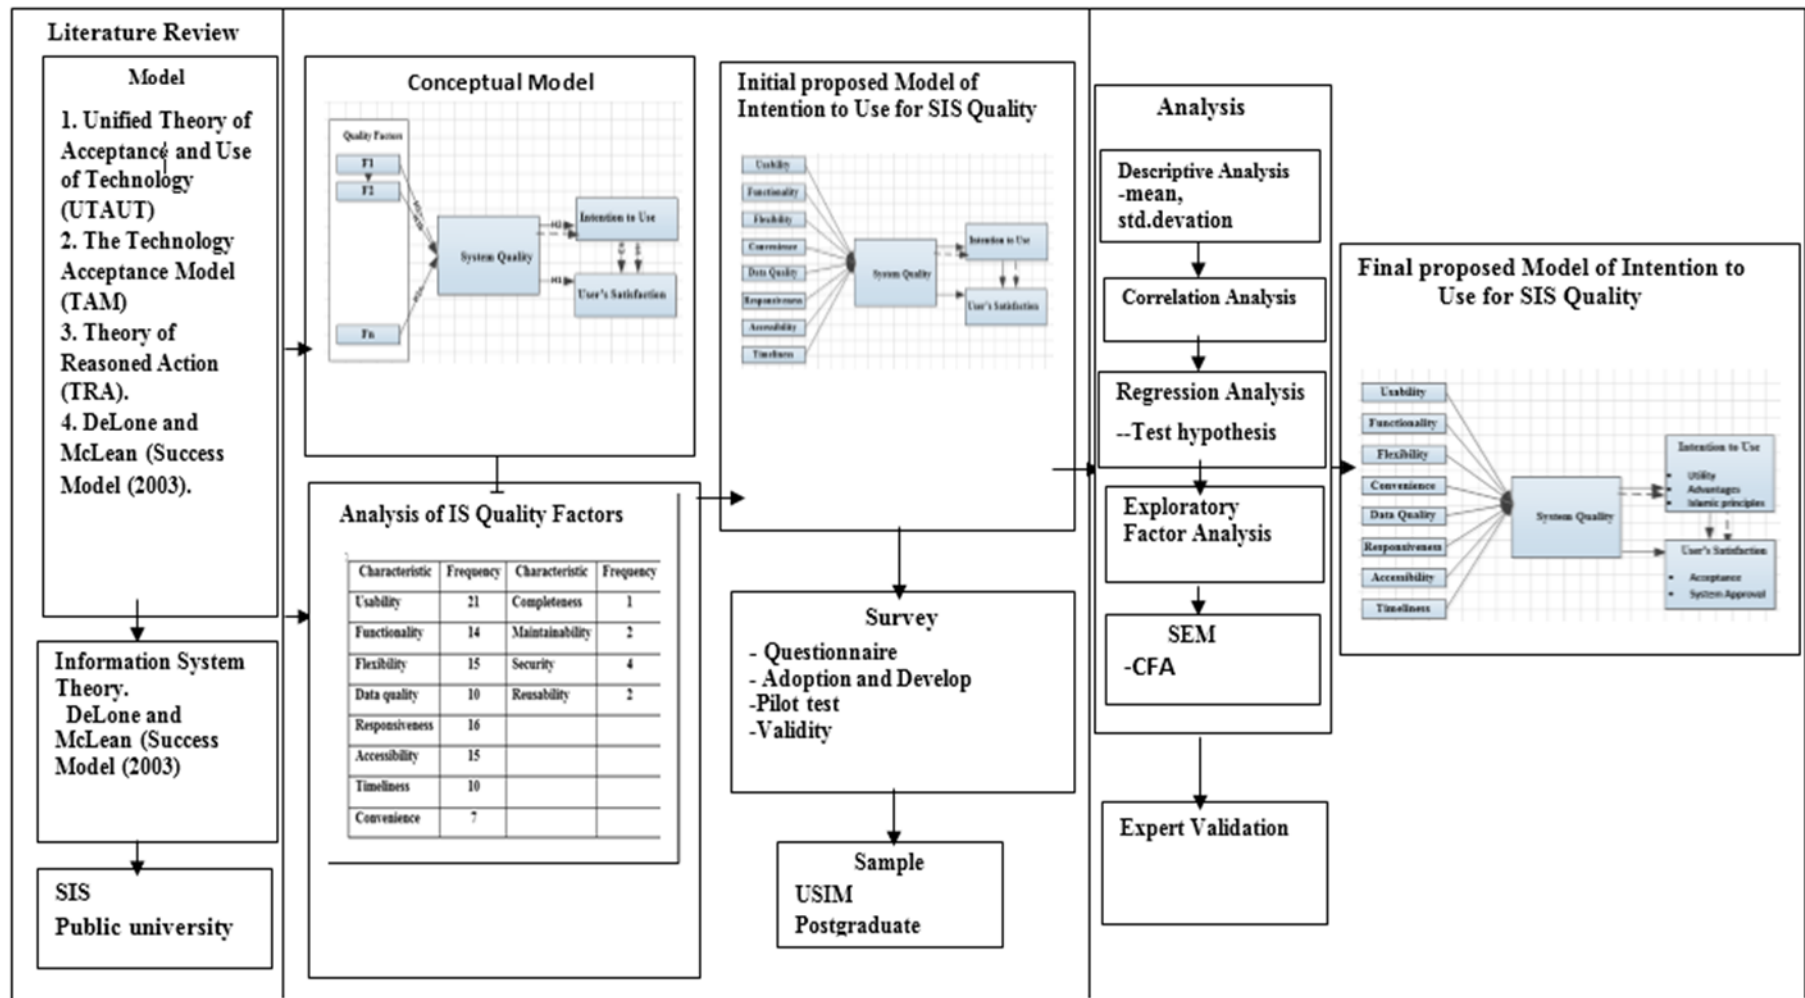 Literature Review
Model
1. Unified Theory of
Acceptance and Use
of Technology
(UTAUT)
2. The Technology
Acceptance Model
(TAM)
3. Theory of
Reasoned Action
(TRA).
4. DeLone and
McLean (Success
Model (2003).
Information System
Theory.
DeLone and
McLean (Success
Model (2003)
SIS
Public university
Conceptual Model
Quality Factors
F1
F2
Fn
System Quality
Intention to Use
User's Satisfaction
Analysis of IS Quality Factors
Characteristic Frequency Characteristic Frequency
Usability 21 Completeness 1
Functionality 14 Maintainability 2
Flexibility 15 Security 4
Data quality 10 Reusability 2
Responsiveness 16
Accessibility 15
Timeliness 10
Convenience 7
Initial proposed Model of
Intention to Use for SIS Quality
Usability
Functionality
Flexibility
Convenience
Data Quality
Responsiveness
Accessibility
Timeliness
System Quality
Intention to Use
User's Satisfaction
Survey
- Questionnaire
- Adoption and Develop
-Pilot test
-Validity
Sample
USIM
Postgraduate
Analysis
Descriptive Analysis
-mean,
std.devation
Correlation Analysis
Regression Analysis
--Test hypothesis
Exploratory
Factor Analysis
SEM
-CFA
Expert Validation
Final proposed Model of Intention to
Use for SIS Quality
Usability
Functionality
Flexibility
Convenience
Data Quality
Responsiveness
Accessibility
Timeliness
System Quality
Intention to Use
Utility
Advantages
Islamic principles
User's Satisfaction
Acceptance
System Approval